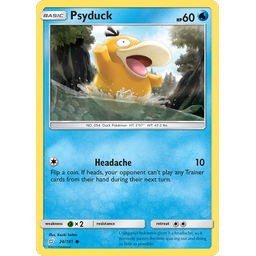 BASIC
Psyduck
HP60
NO. 054 Duck Pokémon HT: 2'07" WT: 43.2 lbs.
Headache 10
Flip a coin. If heads, your opponent can't play any Trainer
cards from their hand during their next turn.
weakness ×2 resistance retreat
26/181